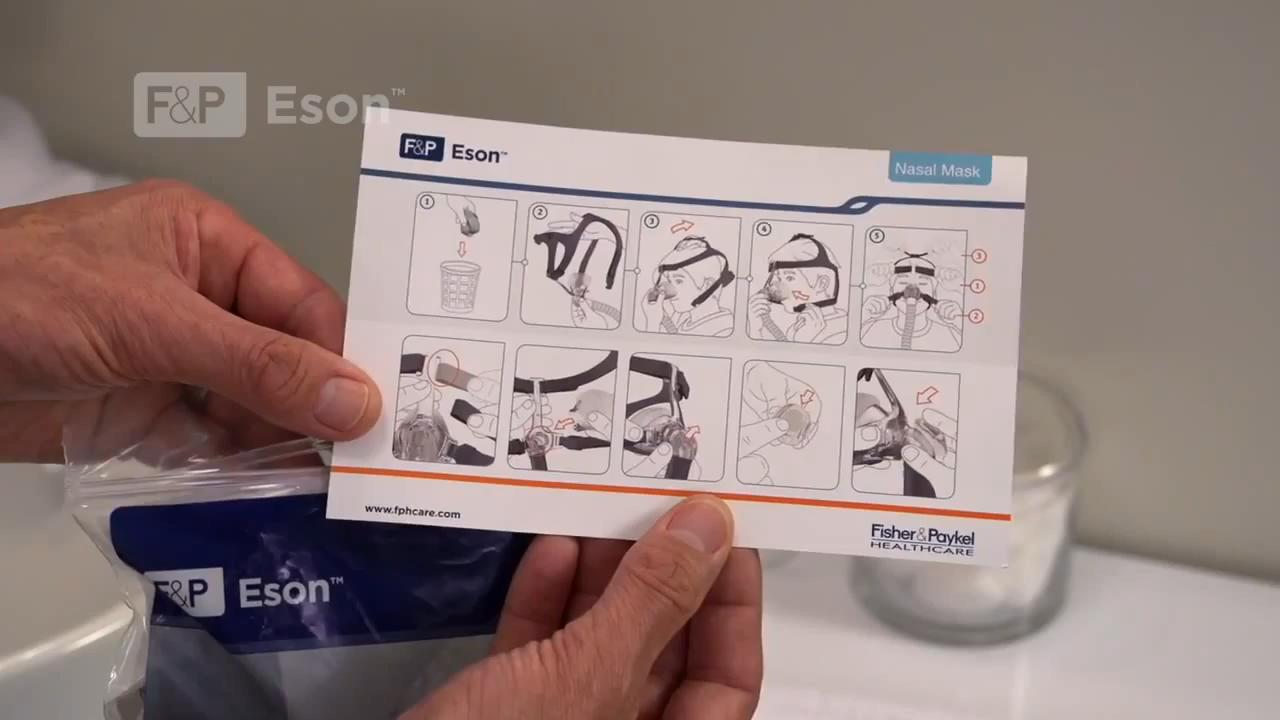 F&P Eson™
F&P Eson™
Nasal Mask
1 2 3 4 5
3
1
2
www.fphcare.com
Fisher&Paykel
HEALTHCARE
F&P Eson™